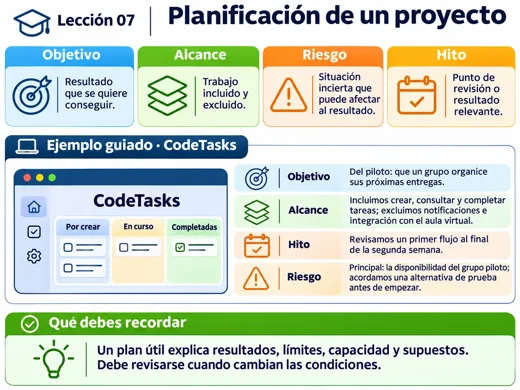 Lección 07
Planificación de un proyecto
Objetivo
Resultado
que se quiere
conseguir.
Alcance
Trabajo
incluido y
excluido.
Riesgo
Situación
incierta que
puede afectar
al resultado.
Hito
Punto de
revisión o
resultado
relevante.
Ejemplo guiado · CodeTasks
CodeTasks
Por crear
En curso
Completadas
Objetivo
Del piloto: que un grupo organice
sus próximas entregas.
Alcance
Incluimos crear, consultar y completar
tareas; excluimos notificaciones e
integración con el aula virtual.
Hito
Revisamos un primer flujo al final
de la segunda semana.
Riesgo
Principal: la disponibilidad del grupo piloto;
acordamos una alternativa de prueba
antes de empezar.
Qué debes recordar
Un plan útil explica resultados, límites, capacidad y supuestos.
Debe revisarse cuando cambian las condiciones.